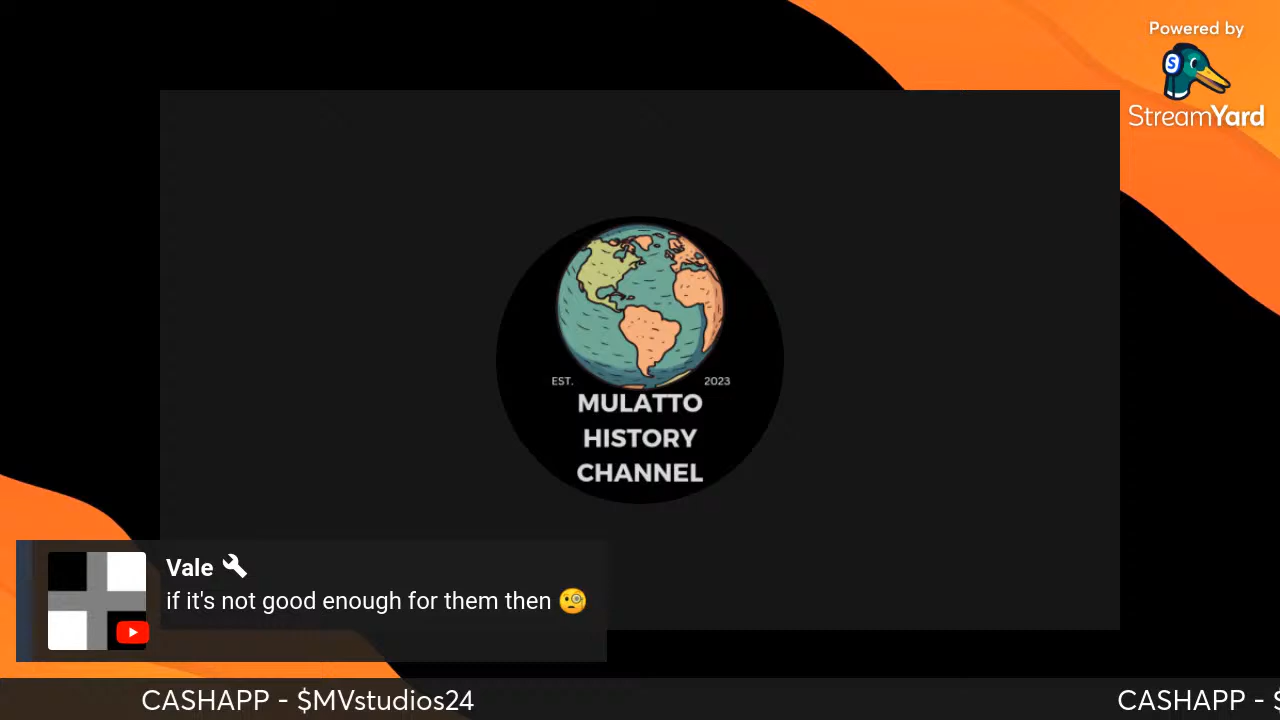 Powered by
S
StreamYard
EST. 2023
MULATTO
HISTORY
CHANNEL
Vale
if it's not good enough for them then 🧐
CASHAPP - $MVstudios24
CASHAPP - $